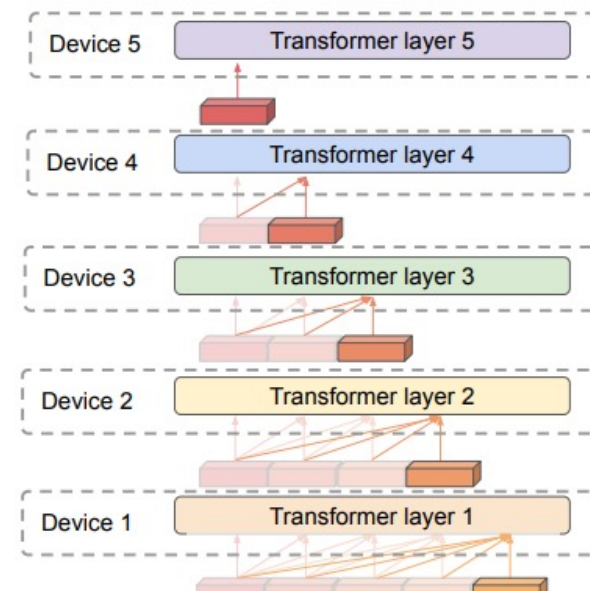 Device 5 Transformer layer 5
Device 4 Transformer layer 4
Device 3 Transformer layer 3
Device 2 Transformer layer 2
Device 1 Transformer layer 1